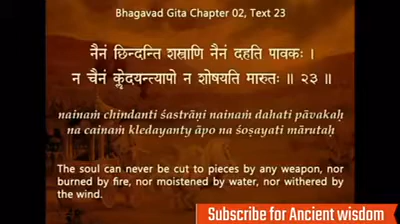 Bhagavad Gita Chapter 02, Text 23
नैनं छिन्दन्ति शस्त्राणि नैनं दहति पावकः ।
न चैनं क्लेदयन्त्यापो न शोषयति मारुतः ॥ २३ ॥
nainaṁ chindanti śastrāṇi nainaṁ dahati pāvakaḥ
na cainaṁ kledayanty āpo na śoṣayati mārutaḥ
The soul can never be cut to pieces by any weapon, nor
burned by fire, nor moistened by water, nor withered by
the wind.
Subscribe for Ancient wisdom